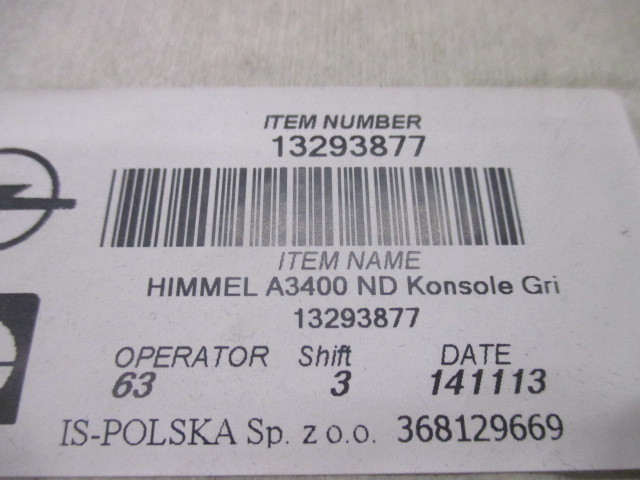 ITEM NUMBER
13293877
ITEM NAME
HIMMEL A3400 ND Konsole Gri
13293877
OPERATOR Shift DATE
63 3 141113
IS-POLSKA Sp. z o.o. 368129669